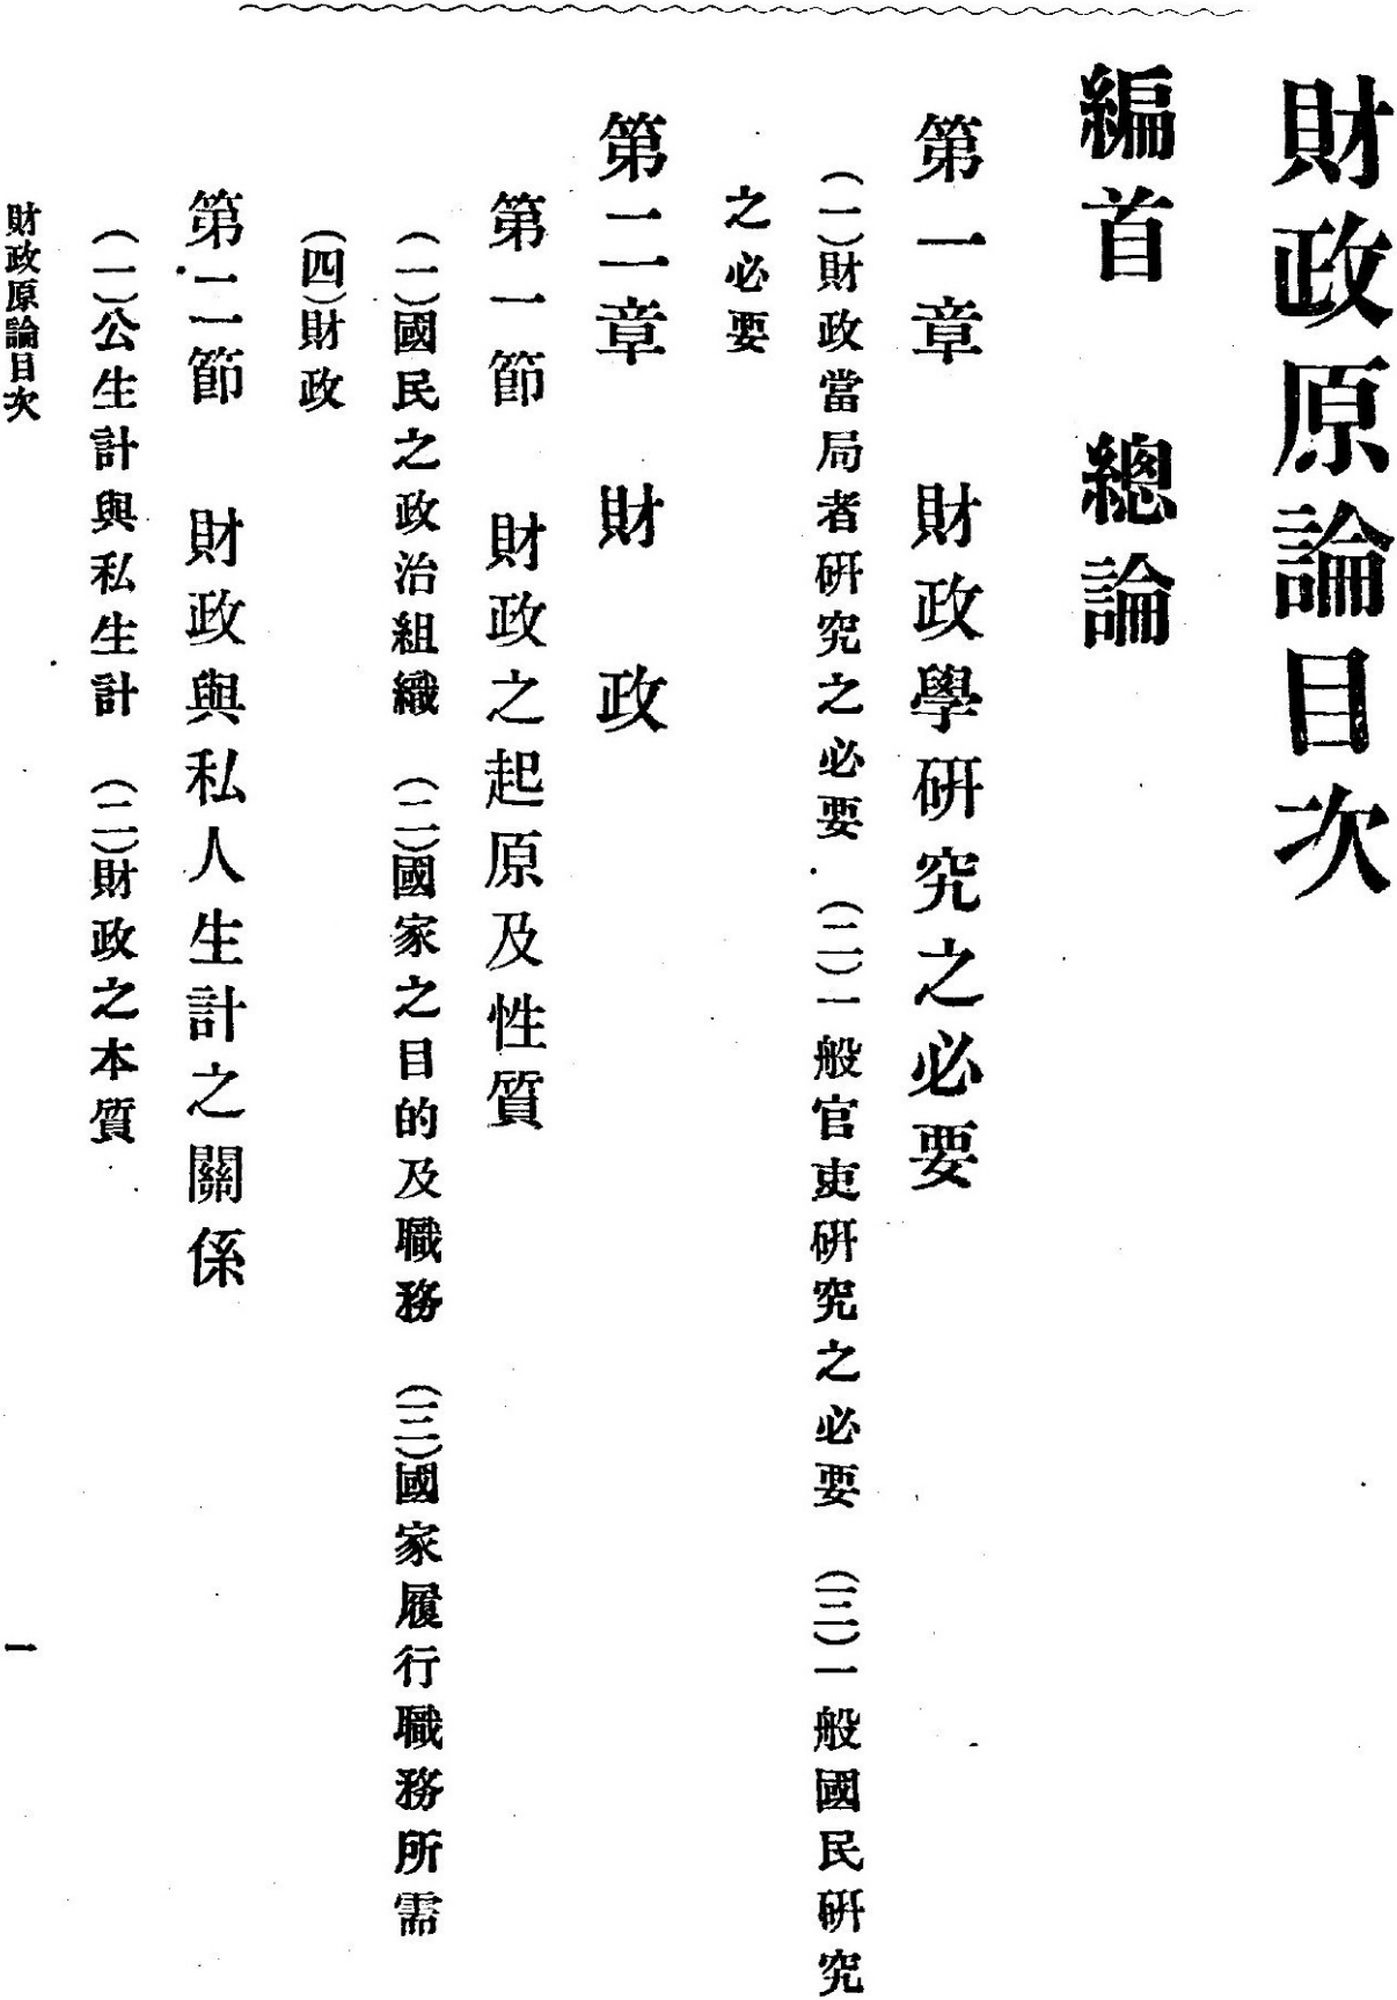 財政原論目次
編首　總論
第一章　財政學研究之必要
（一）財政當局者研究之必要　（二）一般官吏研究之必要　（三）一般國民研究
之必要
第二章　財　政
第一節　財政之起原及性質
（一）國民之政治組織　（二）國家之目的及職務　（三）國家履行職務所需
（四）財政
第二節　財政與私人生計之關係
（一）公生計與私生計　（二）財政之本質
財政原論目次
一